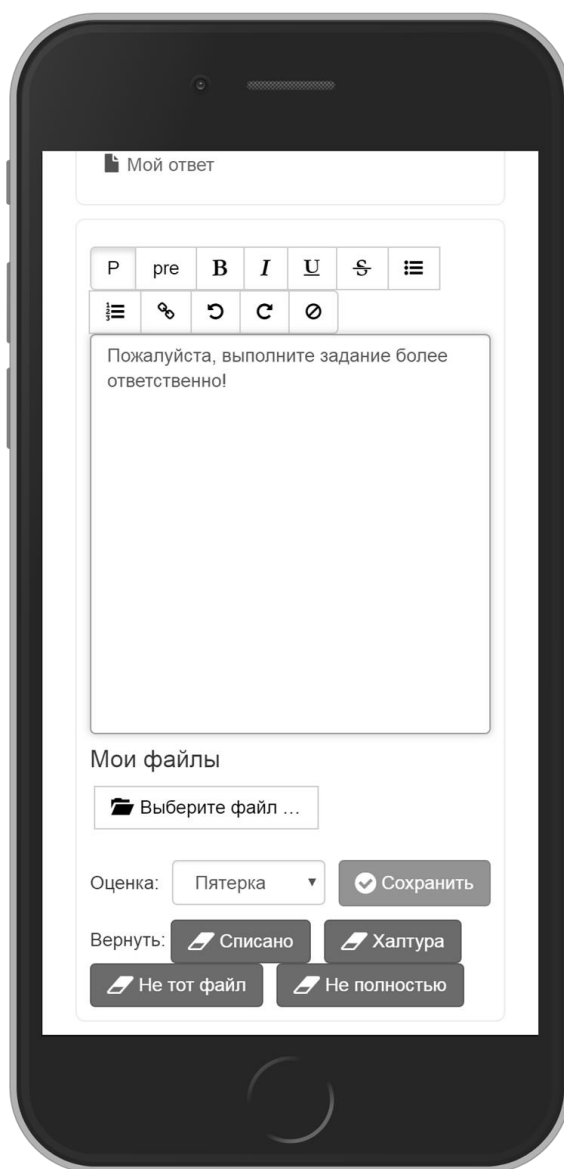 Мой ответ
P pre B I U S
Пожалуйста, выполните задание более
ответственно!
Мои файлы
Выберите файл ...
Оценка: Пятерка Сохранить
Вернуть: Списано Халтура
Не тот файл Не полностью